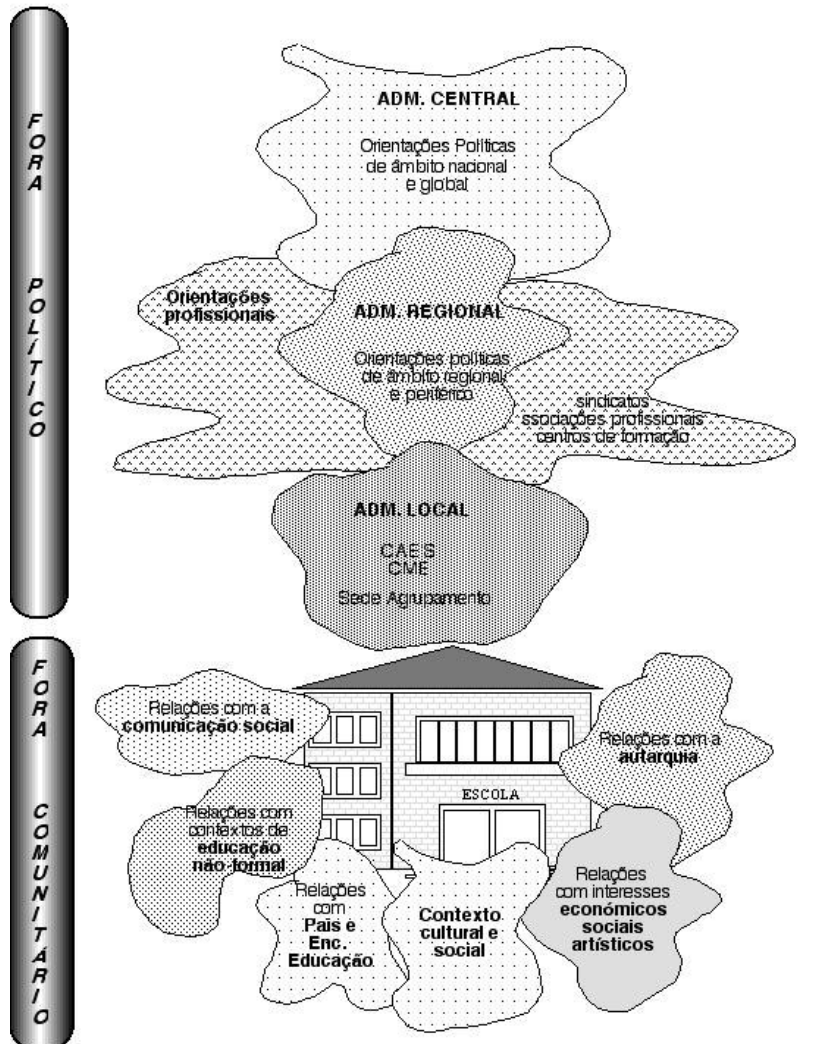 FORA POLÍTICO
ADM. CENTRAL
Orientações Políticas
de âmbito nacional
e global
Orientações
profissionais
ADM. REGIONAL
Orientações políticas
de âmbito regional
e periférico
sindicatos
ssociações profissionais
centros de formação
ADM. LOCAL
CAES
CME
Sede Agrupamento
FORA COMUNITÁRIO
Relações com a
comunicação social
Relações com a
autarquia
ESCOLA
Relações com
contextos de
educação
não-formal
Relações
com
Pais e
Enc.
Educação
Contexto
cultural e
social
Relações
com interesses
económicos
sociais
artísticos